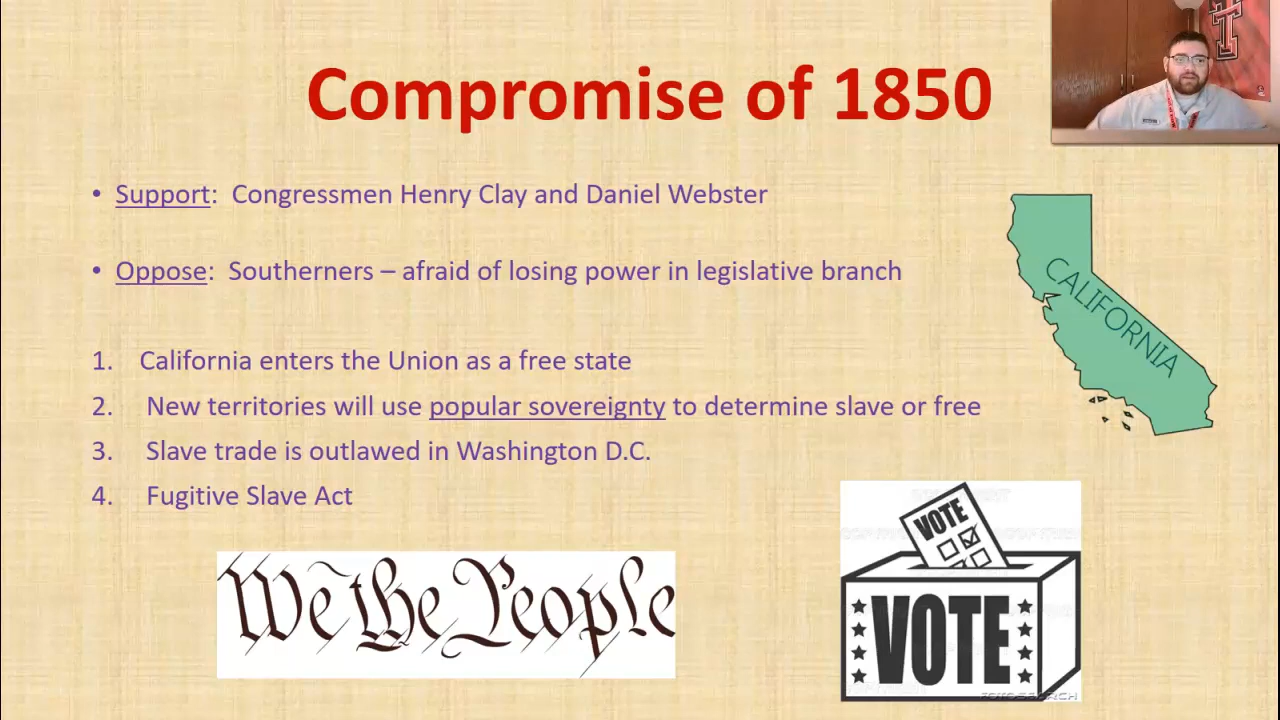 Compromise of 1850
• Support:  Congressmen Henry Clay and Daniel Webster
• Oppose:  Southerners – afraid of losing power in legislative branch
CALIFORNIA
1. California enters the Union as a free state
2. New territories will use popular sovereignty to determine slave or free
3. Slave trade is outlawed in Washington D.C.
4. Fugitive Slave Act
We the People
VOTE
VOTE
FOTOSEARCH